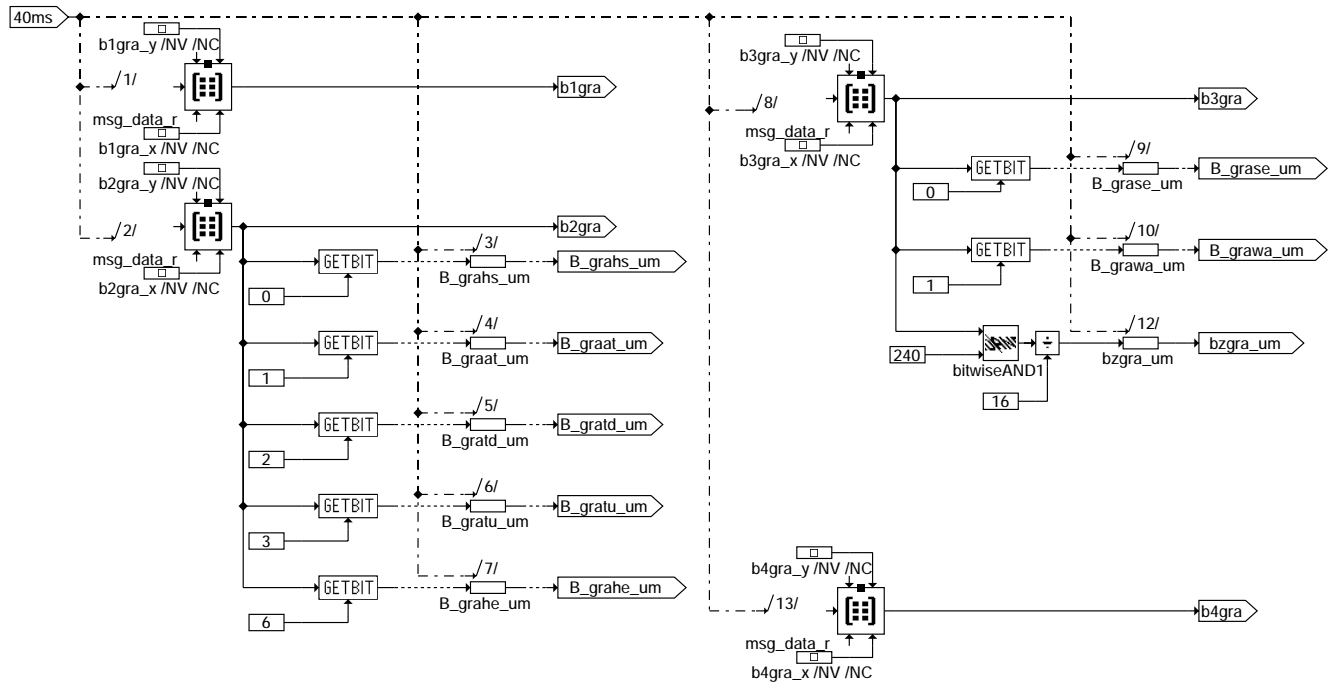 40ms
b1gra_y /NV /NC
/1/
b1gra
msg_data_r
b1gra_x /NV /NC
b2gra_y /NV /NC
/2/
b2gra
msg_data_r
b2gra_x /NV /NC
GETBIT
0
/3/
B_grahs_um
B_grahs_um
GETBIT
1
/4/
B_graat_um
B_graat_um
GETBIT
2
/5/
B_gratd_um
B_gratd_um
GETBIT
3
/6/
B_gratu_um
B_gratu_um
GETBIT
6
/7/
B_grahe_um
B_grahe_um
b3gra_y /NV /NC
/8/
b3gra
msg_data_r
b3gra_x /NV /NC
GETBIT
0
/9/
B_grase_um
B_grase_um
GETBIT
1
/10/
B_grawa_um
B_grawa_um
240
bitwiseAND1
÷
16
/12/
bzgra_um
bzgra_um
b4gra_y /NV /NC
/13/
b4gra
msg_data_r
b4gra_x /NV /NC